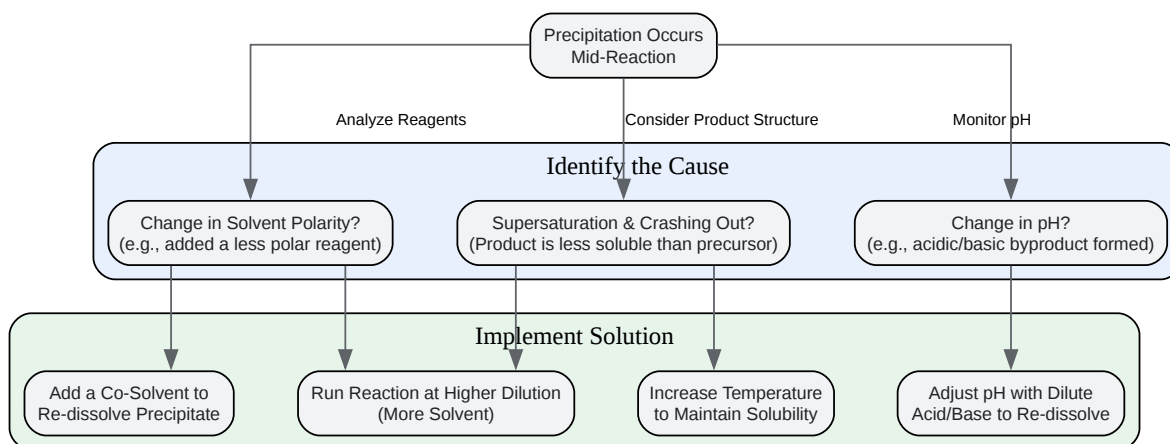 Precipitation Occurs
Mid-Reaction
Analyze Reagents
Consider Product Structure
Monitor pH
Identify the Cause
Change in Solvent Polarity?
(e.g., added a less polar reagent)
Supersaturation & Crashing Out?
(Product is less soluble than precursor)
Change in pH?
(e.g., acidic/basic byproduct formed)
Implement Solution
Add a Co-Solvent to
Re-dissolve Precipitate
Run Reaction at Higher Dilution
(More Solvent)
Increase Temperature
to Maintain Solubility
Adjust pH with Dilute
Acid/Base to Re-dissolve